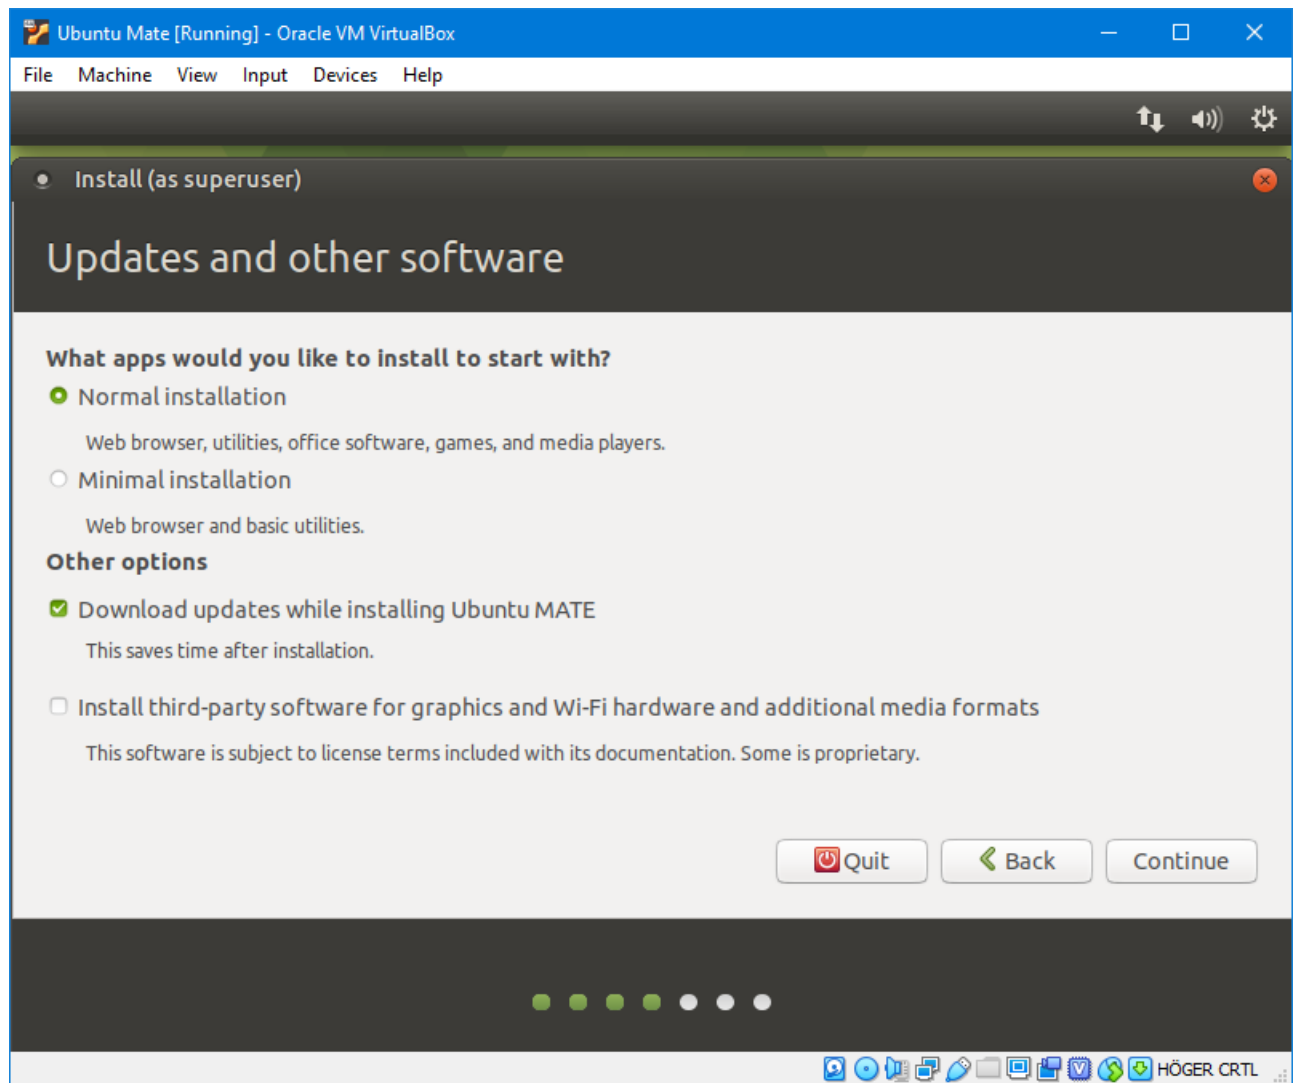 Ubuntu Mate [Running] - Oracle VM VirtualBox
File Machine View Input Devices Help
Install (as superuser)
Updates and other software
What apps would you like to install to start with?
Normal installation
Web browser, utilities, office software, games, and media players.
Minimal installation
Web browser and basic utilities.
Other options
Download updates while installing Ubuntu MATE
This saves time after installation.
Install third-party software for graphics and Wi-Fi hardware and additional media formats
This software is subject to license terms included with its documentation. Some is proprietary.
Quit Back Continue
HÖGER CRTL